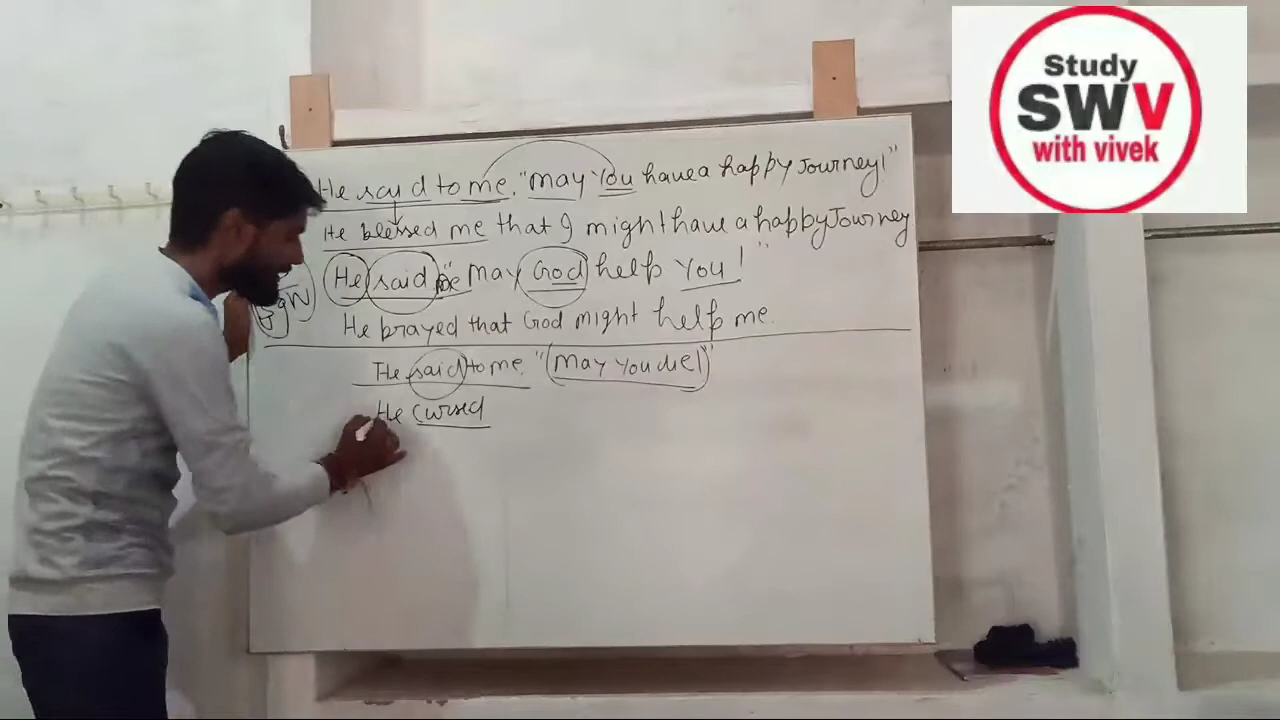 He said to me, "may you have a happy Journey!"
He blessed me that I might have a happy Journey
He said me "may God help you!"
He prayed that God might help me.
He said to me, "may you die!"
He cursed
Study
SWV
with vivek